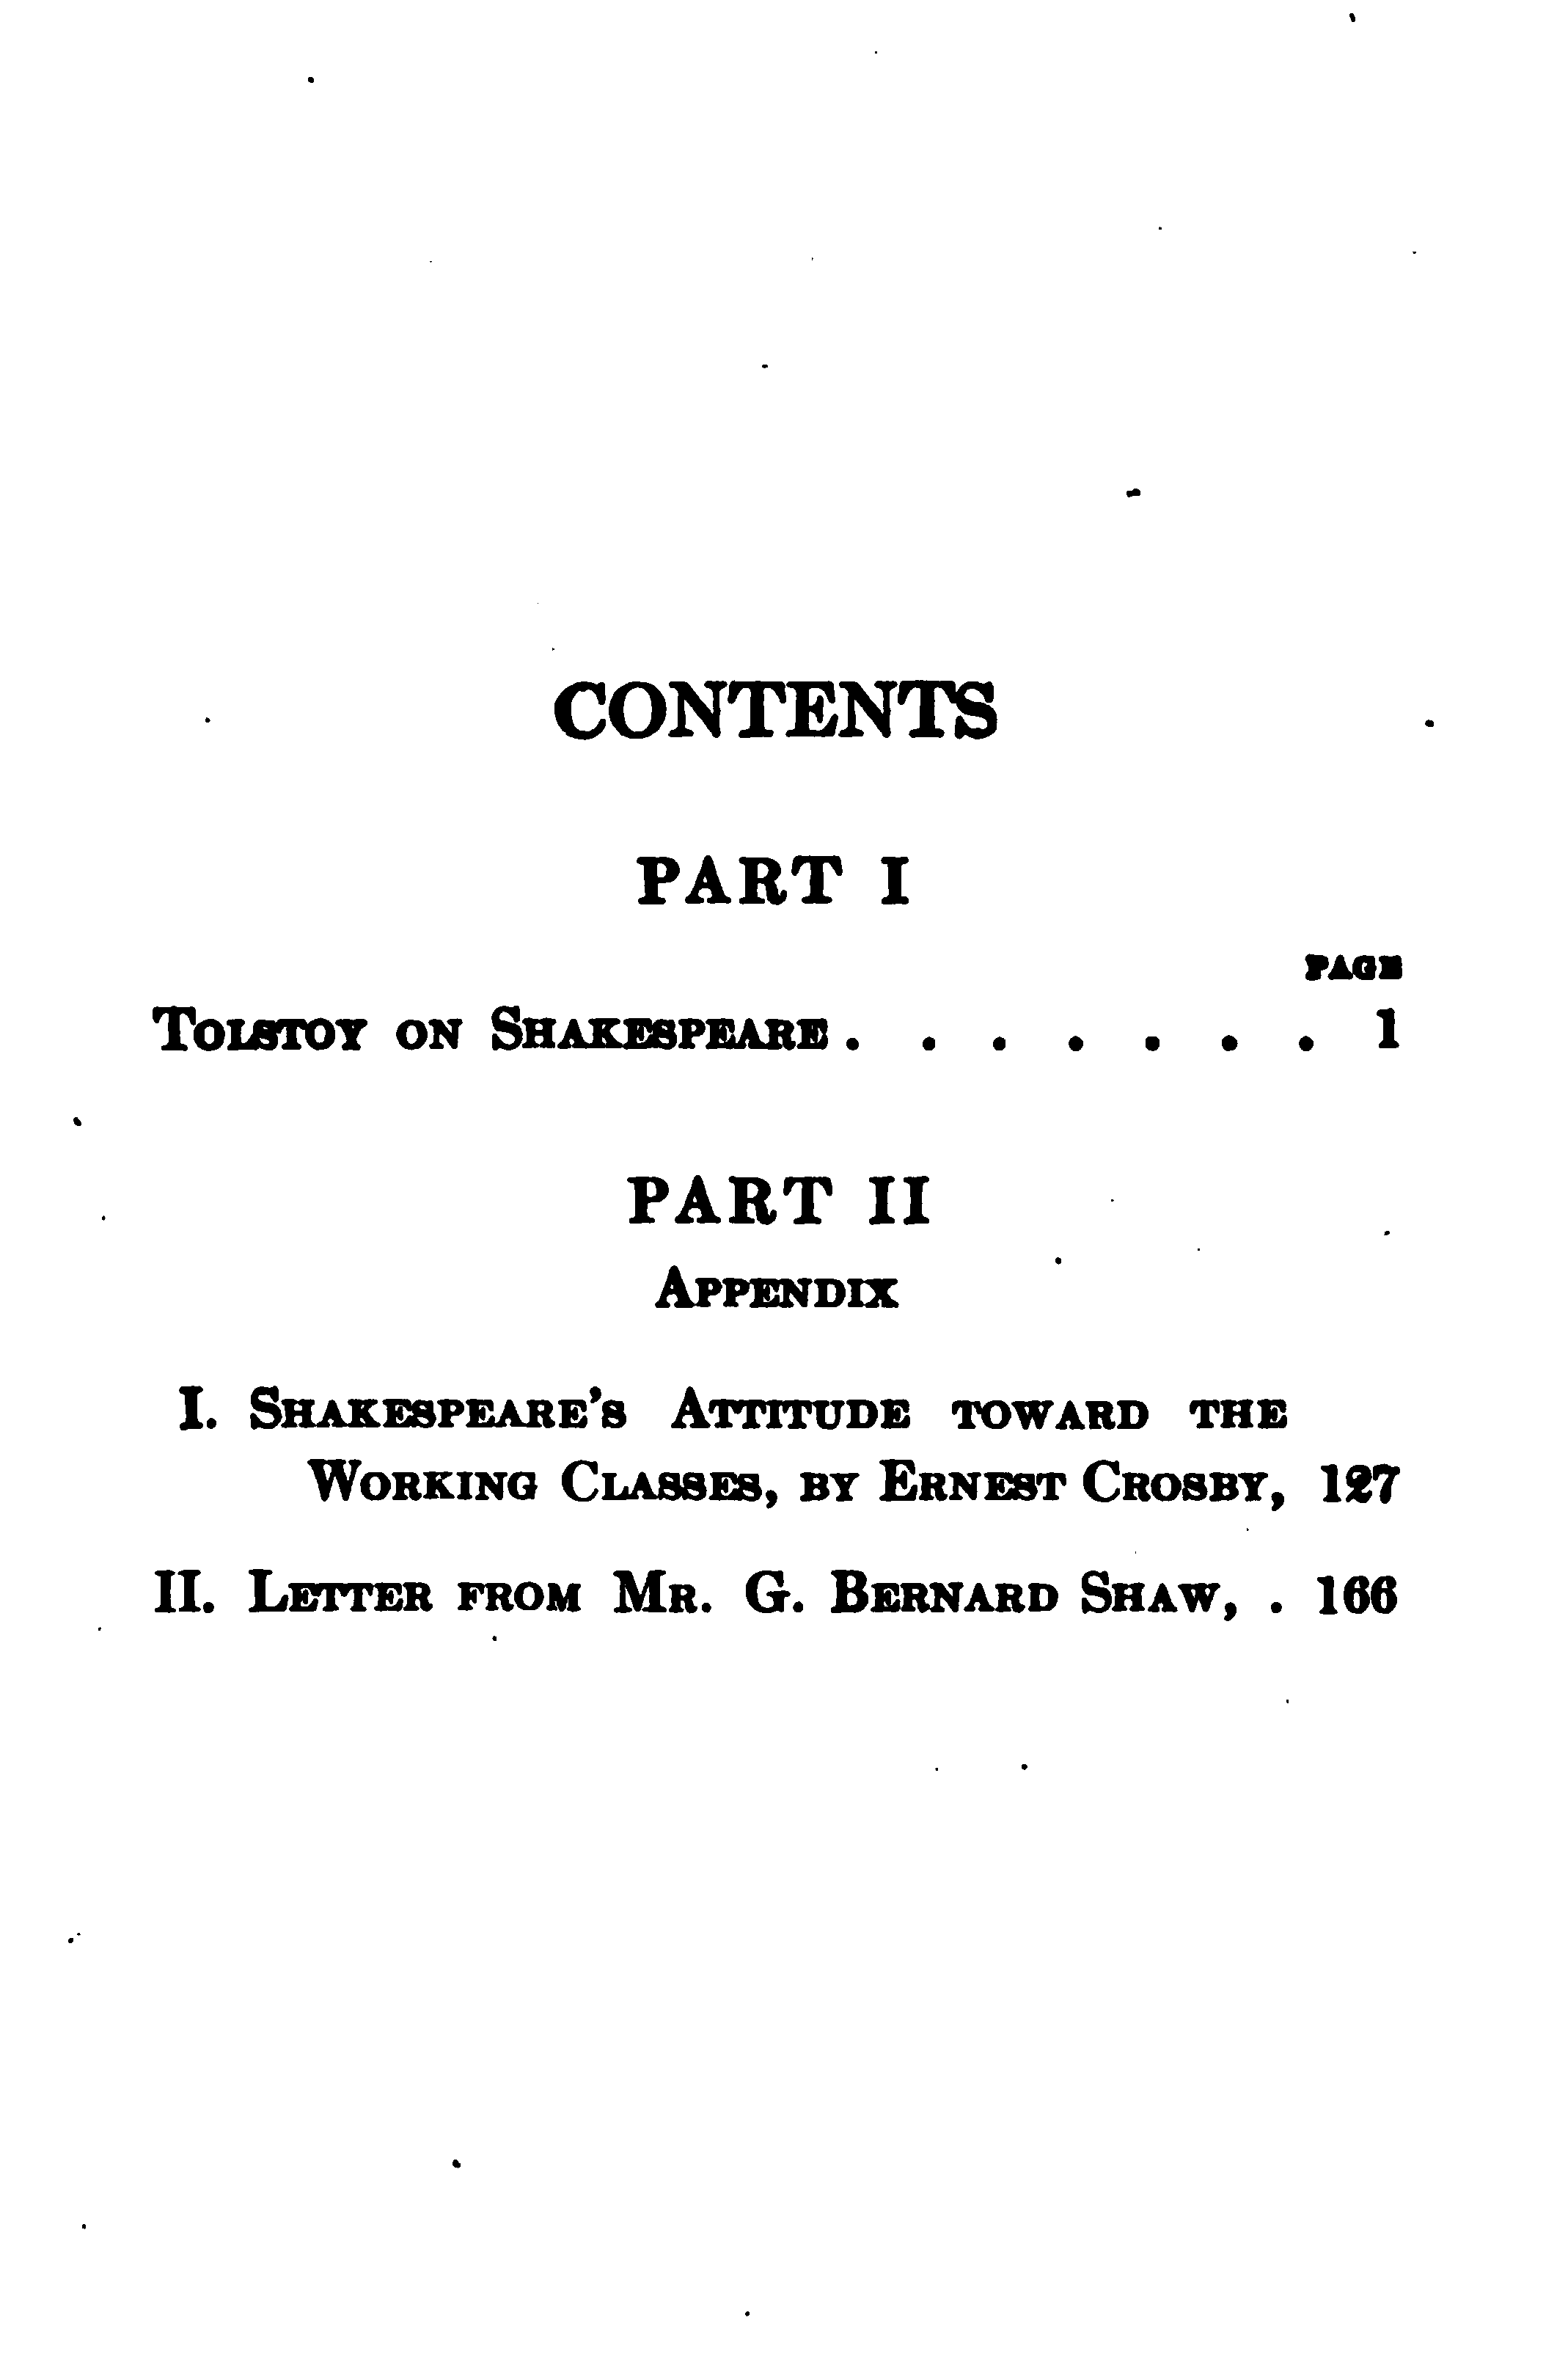 CONTENTS
PART I
PAGE
TOLSTOY ON SHAKESPEARE . . . . . . . 1
PART II
APPENDIX
I. SHAKESPEARE'S ATTITUDE TOWARD THE
WORKING CLASSES, BY ERNEST CROSBY, 127
II. LETTER FROM MR. G. BERNARD SHAW, . 166